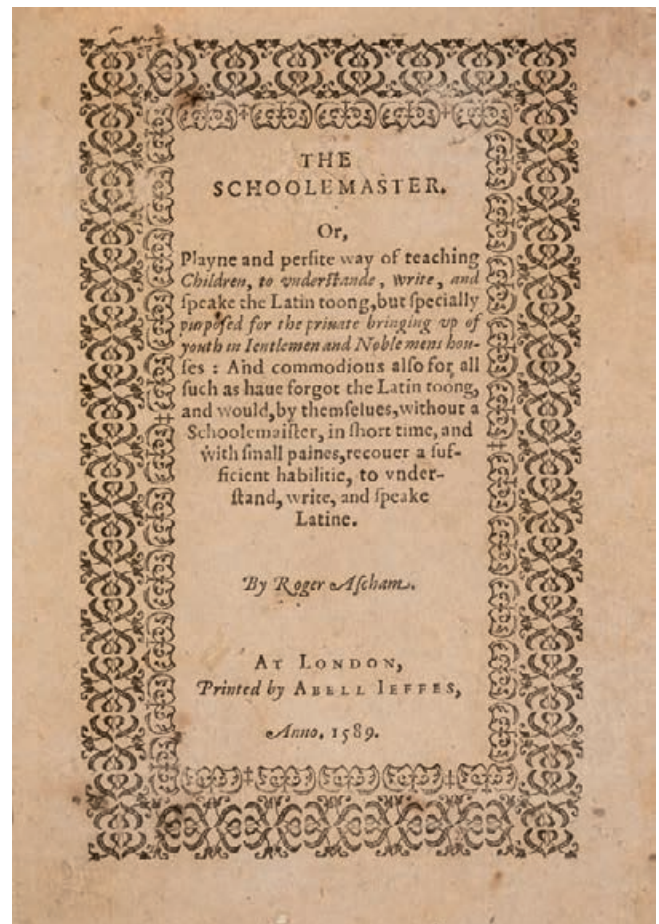 THE
SCHOOLEMASTER.
Or,
Playne and perfite way of teaching
Children, to vnderſtande, write, and
ſpeake the Latin toong, but ſpecially
purpoſed for the priuate bringing vp of
youth in Ientlemen and Noble mens hou-
ſes : And commodious alſo for all
ſuch as haue forgot the Latin toong,
and would, by themſelues, without a
Schoolemaiſter, in ſhort time, and
with ſmall paines, recouer a ſuf-
ficient habilitie, to vnder-
ſtand, write, and ſpeake
Latine.
By Roger Aſcham.
AT LONDON,
Printed by ABELL IEFFES,
Anno. 1589.